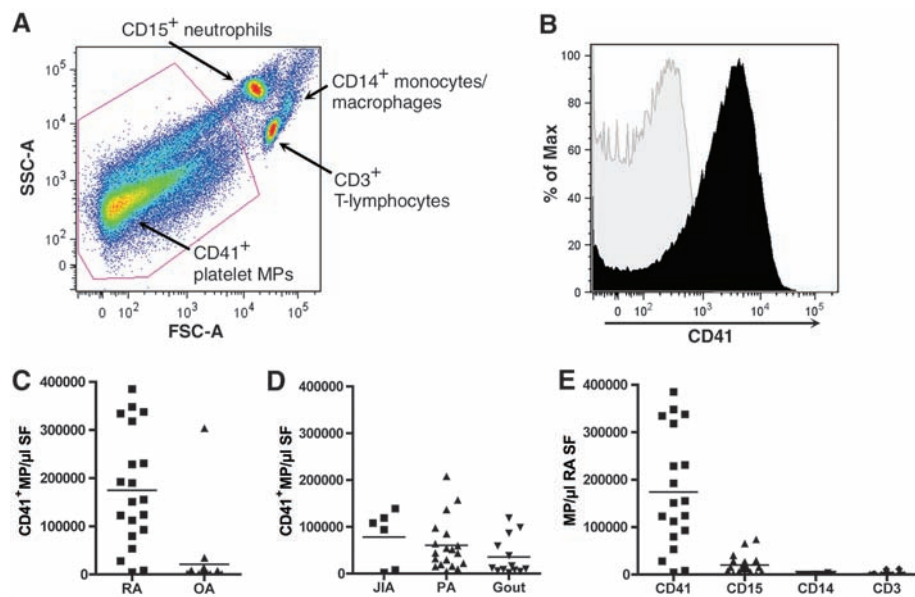 A
CD15+ neutrophils
CD14+ monocytes/
macrophages
CD3+
T-lymphocytes
CD41+
platelet MPs
SSC-A
10^5
10^4
10^3
10^2
0
0 10^2 10^3 10^4 10^5
FSC-A
B
% of Max
100
80
60
40
20
0
0 10^2 10^3 10^4 10^5
CD41
C
CD41+MP/µl SF
400000
300000
200000
100000
0
RA OA
D
CD41+MP/µl SF
400000
300000
200000
100000
0
JIA PA Gout
E
MP/µl RA SF
400000
300000
200000
100000
0
CD41 CD15 CD14 CD3